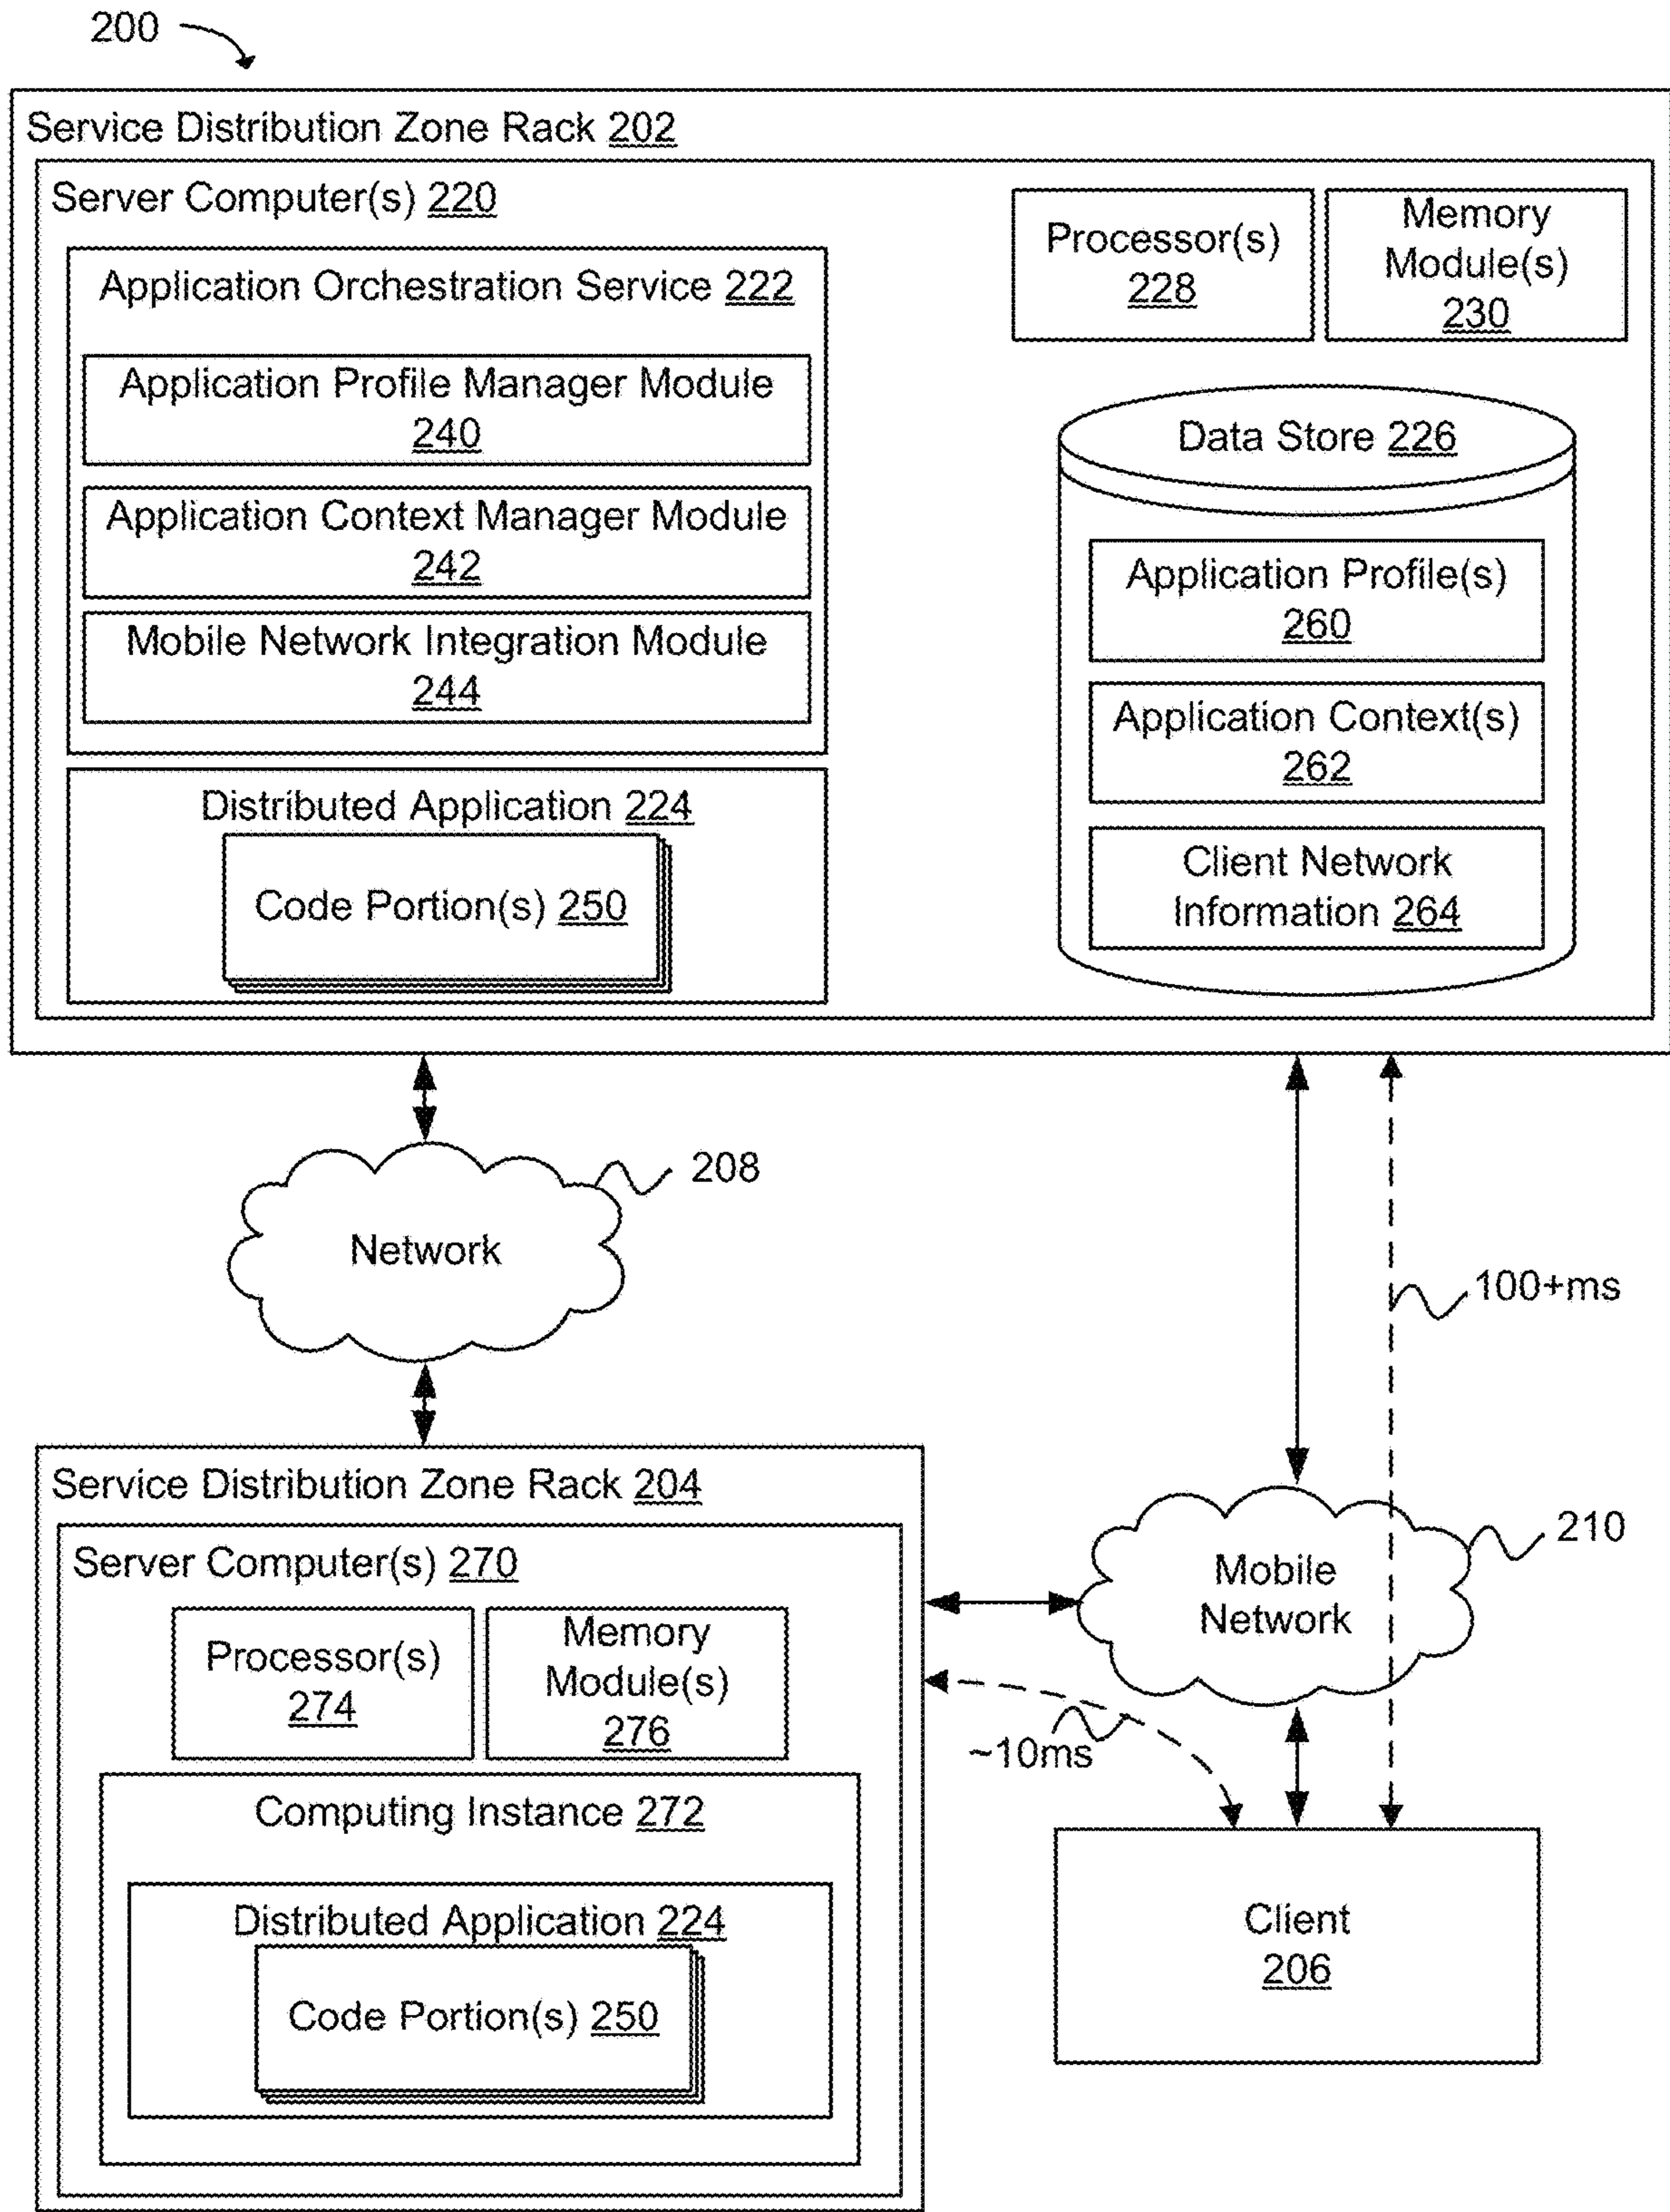 200
Service Distribution Zone Rack 202
Server Computer(s) 220
Application Orchestration Service 222
Application Profile Manager Module
240
Application Context Manager Module
242
Mobile Network Integration Module
244
Distributed Application 224
Code Portion(s) 250
Processor(s)
228
Memory
Module(s)
230
Data Store 226
Application Profile(s)
260
Application Context(s)
262
Client Network
Information 264
208
Network
100+ms
Service Distribution Zone Rack 204
Server Computer(s) 270
Processor(s)
274
Memory
Module(s)
276
Computing Instance 272
Distributed Application 224
Code Portion(s) 250
210
Mobile
Network
~10ms
Client
206